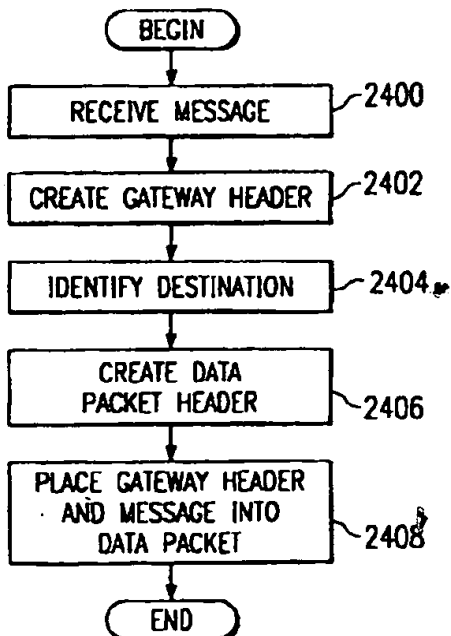 BEGIN
RECEIVE MESSAGE
2400
CREATE GATEWAY HEADER
2402
IDENTIFY DESTINATION
2404
CREATE DATA
PACKET HEADER
2406
PLACE GATEWAY HEADER
AND MESSAGE INTO
DATA PACKET
2408
END